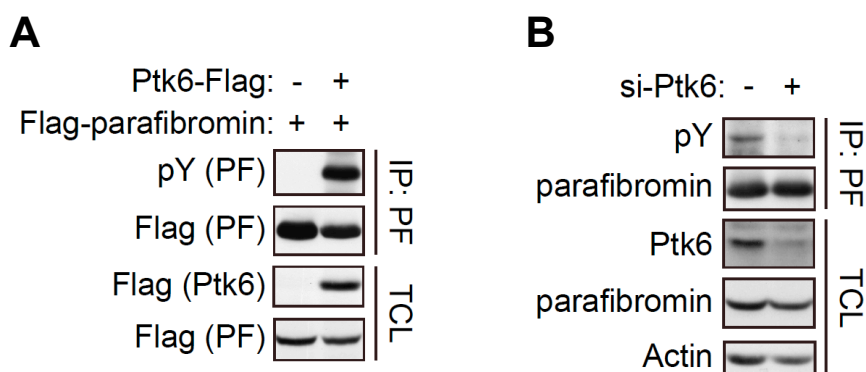 A
Ptk6-Flag: - +
Flag-parafibromin: + +
pY (PF)
Flag (PF)
IP: PF
Flag (Ptk6)
Flag (PF)
TCL
B
si-Ptk6: - +
pY
parafibromin
IP: PF
Ptk6
parafibromin
Actin
TCL